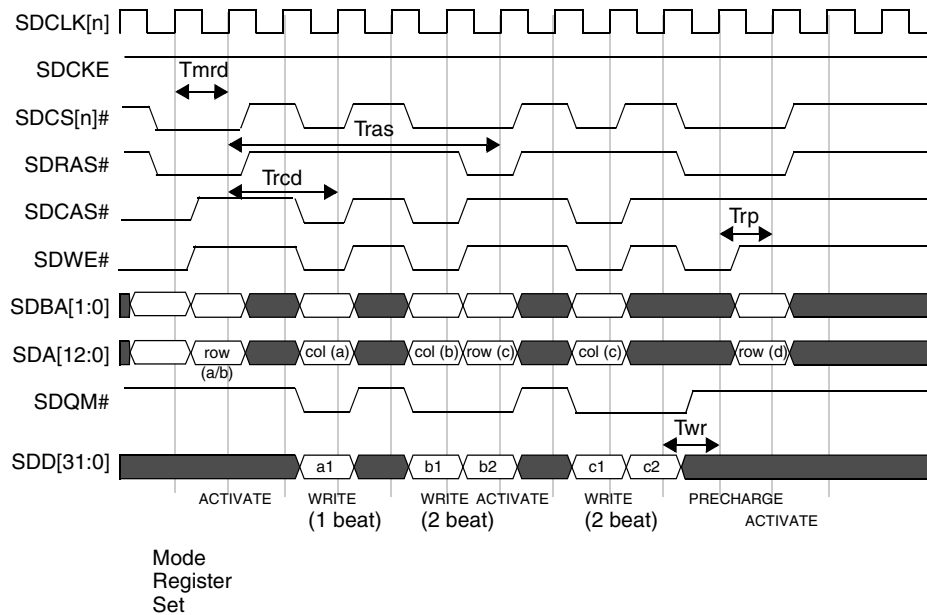 SDCLK[n]
SDCKE
Tmrd
SDCS[n]#
Tras
SDRAS#
Trcd
SDCAS#
Trp
SDWE#
SDBA[1:0]
SDA[12:0] row (a/b) col (a) col (b) row (c) col (c) row (d)
SDQM#
Twr
SDD[31:0] a1 b1 b2 c1 c2
ACTIVATE WRITE WRITE ACTIVATE WRITE PRECHARGE
(1 beat) (2 beat) (2 beat) ACTIVATE
Mode
Register
Set